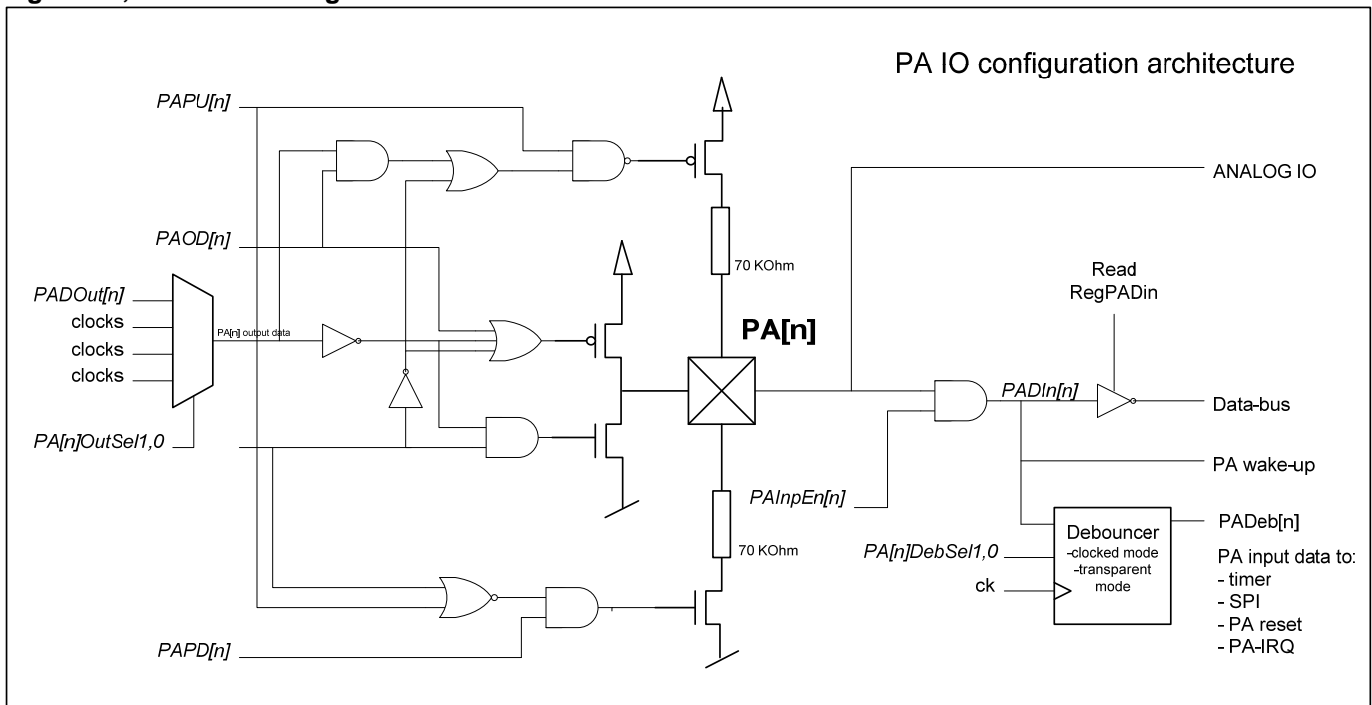 PA IO configuration architecture
PAPU[n]
ANALOG IO
PAOD[n]
70 KOhm
PADOut[n]
clocks
clocks
clocks
PA[n] output data
PA[n]
Read
RegPADin
PADIn[n]
Data-bus
PA[n]OutSel1,0
PA wake-up
PAInpEn[n]
70 KOhm
PA[n]DebSel1,0
ck
Debouncer
-clocked mode
-transparent
mode
PADeb[n]
PA input data to:
- timer
- SPI
- PA reset
- PA-IRQ
PAPD[n]